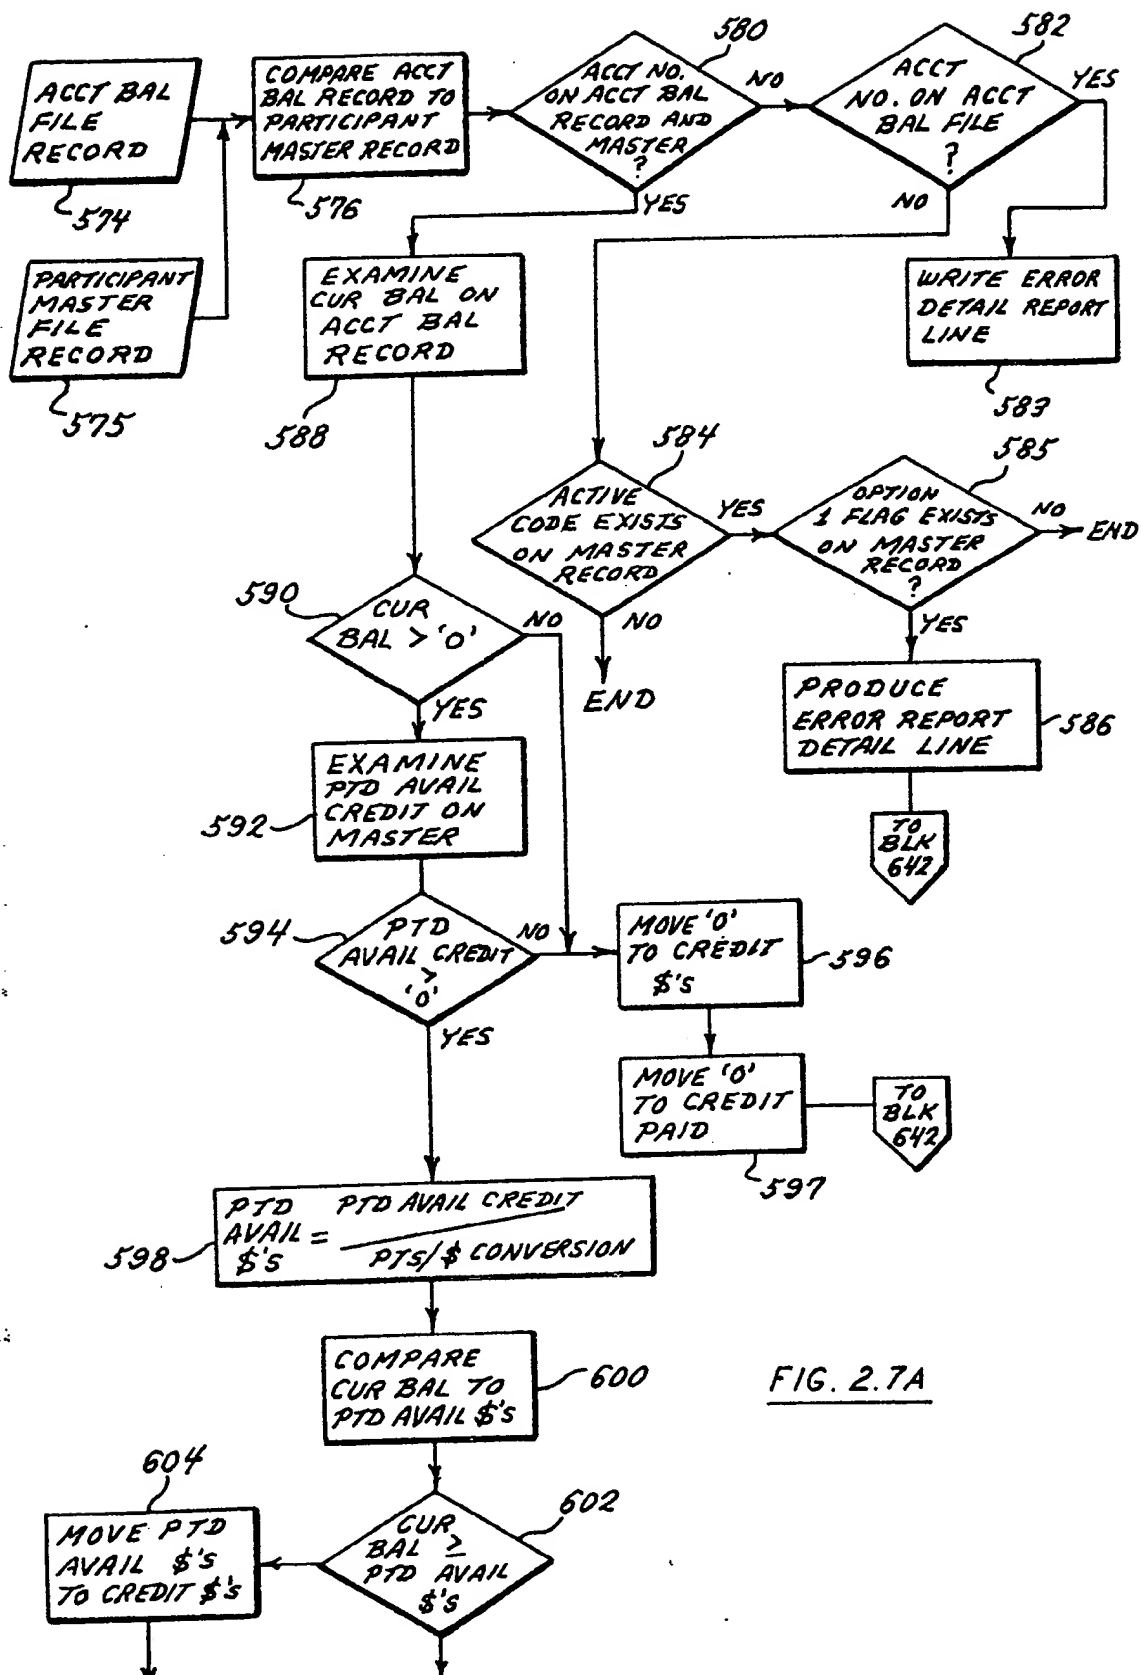 ACCT BAL
FILE
RECORD
574
PARTICIPANT
MASTER
FILE
RECORD
575
COMPARE ACCT
BAL RECORD TO
PARTICIPANT
MASTER RECORD
576
ACCT NO.
ON ACCT BAL
RECORD AND
MASTER
?
580
NO
YES
ACCT
NO. ON ACCT
BAL FILE
?
582
YES
NO
WRITE ERROR
DETAIL REPORT
LINE
583
EXAMINE
CUR BAL ON
ACCT BAL
RECORD
588
ACTIVE
CODE EXISTS
ON MASTER
RECORD
584
YES
NO
END
OPTION
1 FLAG EXISTS
ON MASTER
RECORD
?
585
NO
END
YES
PRODUCE
ERROR REPORT
DETAIL LINE
586
TO
BLK
642
590
CUR
BAL > '0'
NO
YES
EXAMINE
PTD AVAIL
CREDIT ON
MASTER
592
594
PTD
AVAIL CREDIT
>
'0'
NO
YES
MOVE '0'
TO CREDIT
$'s
596
MOVE '0'
TO CREDIT
PAID
597
TO
BLK
642
598
PTD
AVAIL
$'s
=
PTD AVAIL CREDIT
PTS/$ CONVERSION
COMPARE
CUR BAL TO
PTD AVAIL $'s
600
FIG. 2.7A
604
MOVE PTD
AVAIL $'s
TO CREDIT $'s
602
CUR
BAL ≥
PTD AVAIL
$'s